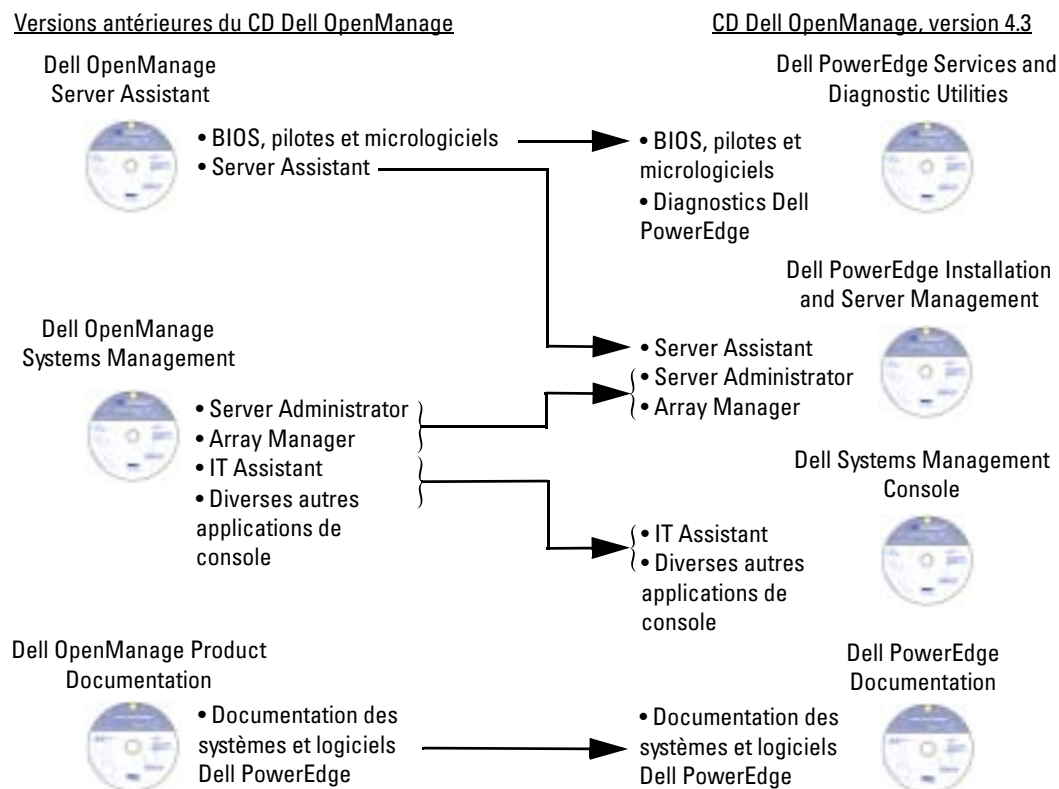 Versions antérieures du CD Dell OpenManage
CD Dell OpenManage, version 4.3
Dell OpenManage
Server Assistant
• BIOS, pilotes et micrologiciels
• Server Assistant
Dell PowerEdge Services and
Diagnostic Utilities
• BIOS, pilotes et
micrologiciels
• Diagnostics Dell
PowerEdge
Dell PowerEdge Installation
and Server Management
• Server Assistant
• Server Administrator
• Array Manager
Dell OpenManage
Systems Management
• Server Administrator
• Array Manager
• IT Assistant
• Diverses autres
applications de
console
Dell Systems Management
Console
• IT Assistant
• Diverses autres
applications de
console
Dell OpenManage Product
Documentation
• Documentation des
systèmes et logiciels
Dell PowerEdge
Dell PowerEdge
Documentation
• Documentation des
systèmes et logiciels
Dell PowerEdge